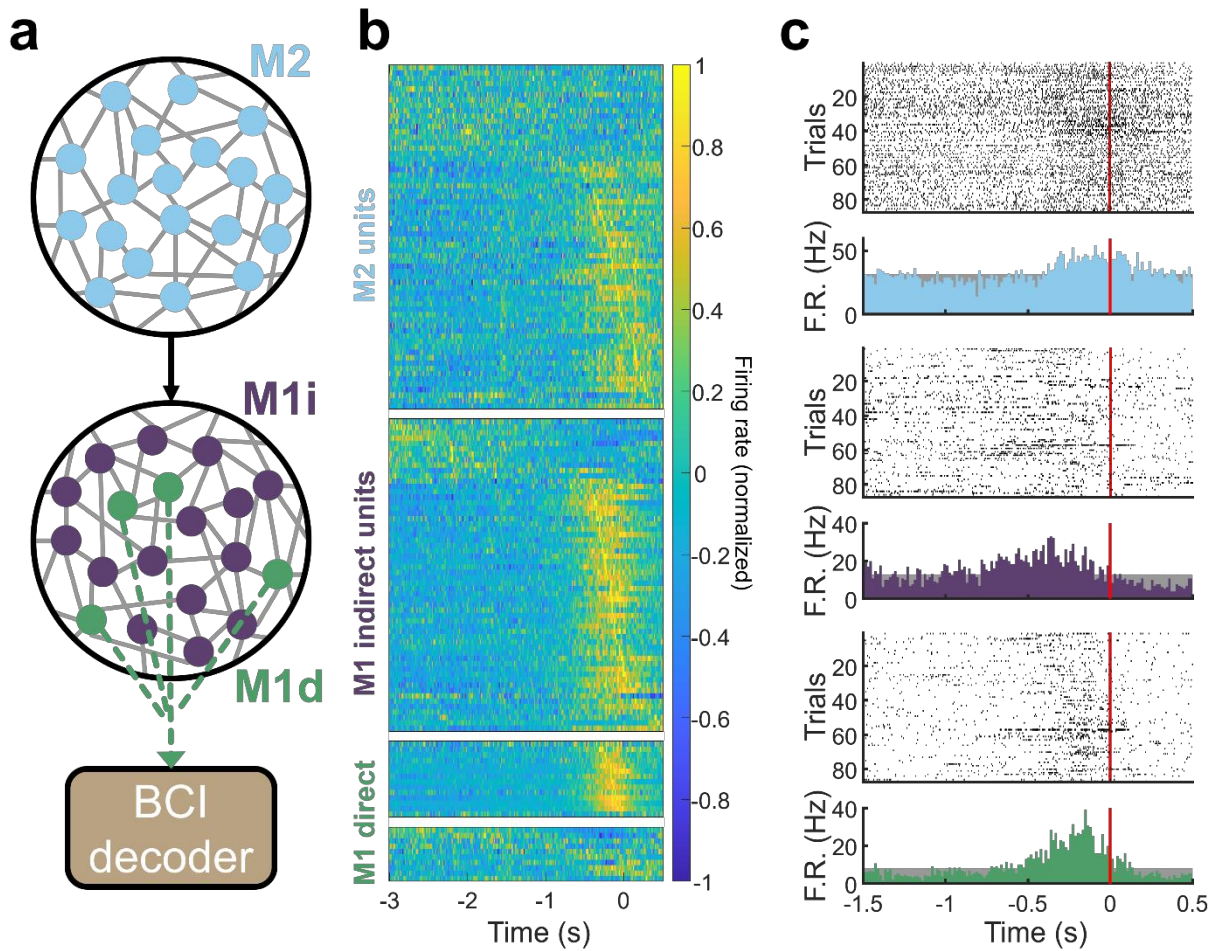 a
M2
M1i
M1d
BCI
decoder
b
M2 units
M1 indirect units
M1 direct
-3
-2
-1
0
Time (s)
1
0.8
0.6
0.4
0.2
0
-0.2
-0.4
-0.6
-0.8
-1
Firing rate (normalized)
c
Trials
20
40
60
80
F.R. (Hz)
50
0
Trials
20
40
60
80
F.R. (Hz)
40
20
0
Trials
20
40
60
80
F.R. (Hz)
40
20
0
-1.5
-1
-0.5
0
0.5
Time (s)